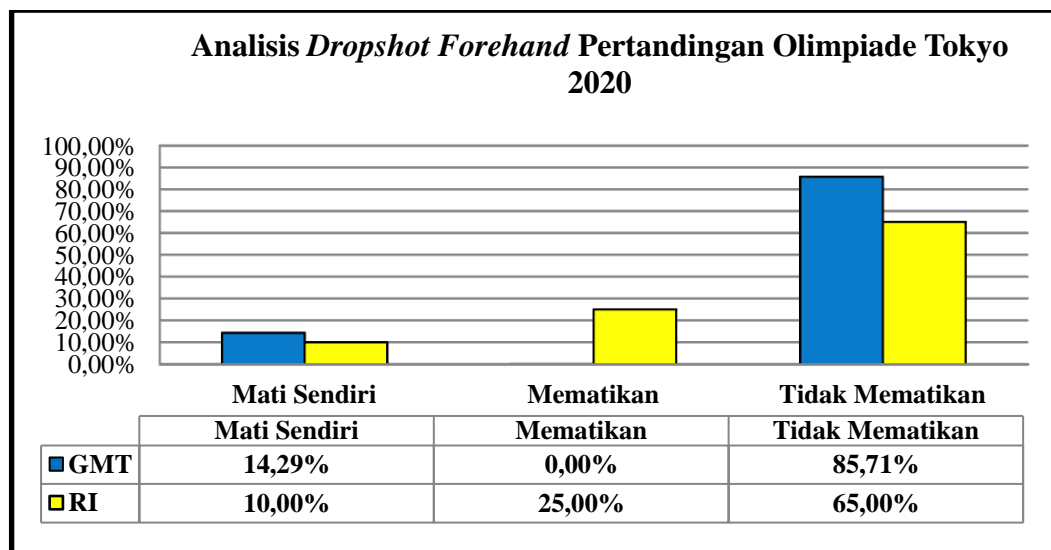 Analisis Dropshot Forehand Pertandingan Olimpiade Tokyo
2020
100,00%
90,00%
80,00%
70,00%
60,00%
50,00%
40,00%
30,00%
20,00%
10,00%
0,00%
Mati Sendiri Mematikan Tidak Mematikan
Mati Sendiri Mematikan Tidak Mematikan
GMT 14,29% 0,00% 85,71%
RI 10,00% 25,00% 65,00%